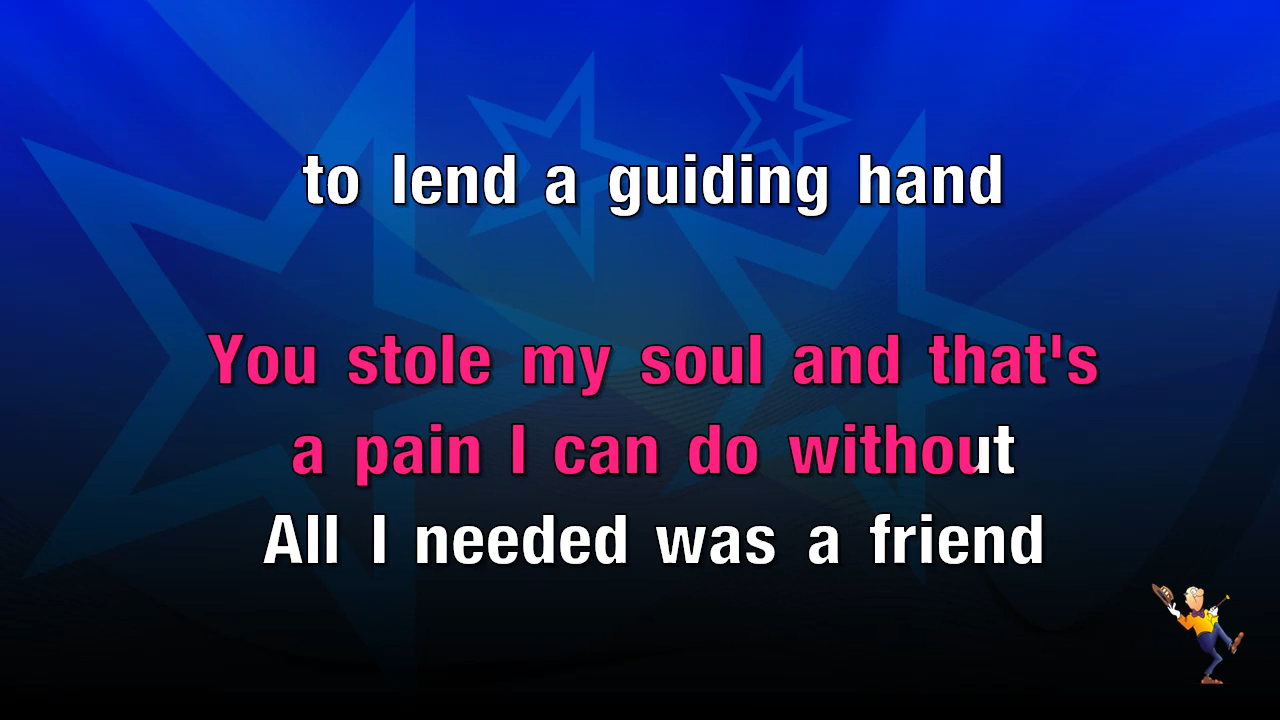 to lend a guiding hand
You stole my soul and that's
a pain I can do without
All I needed was a friend